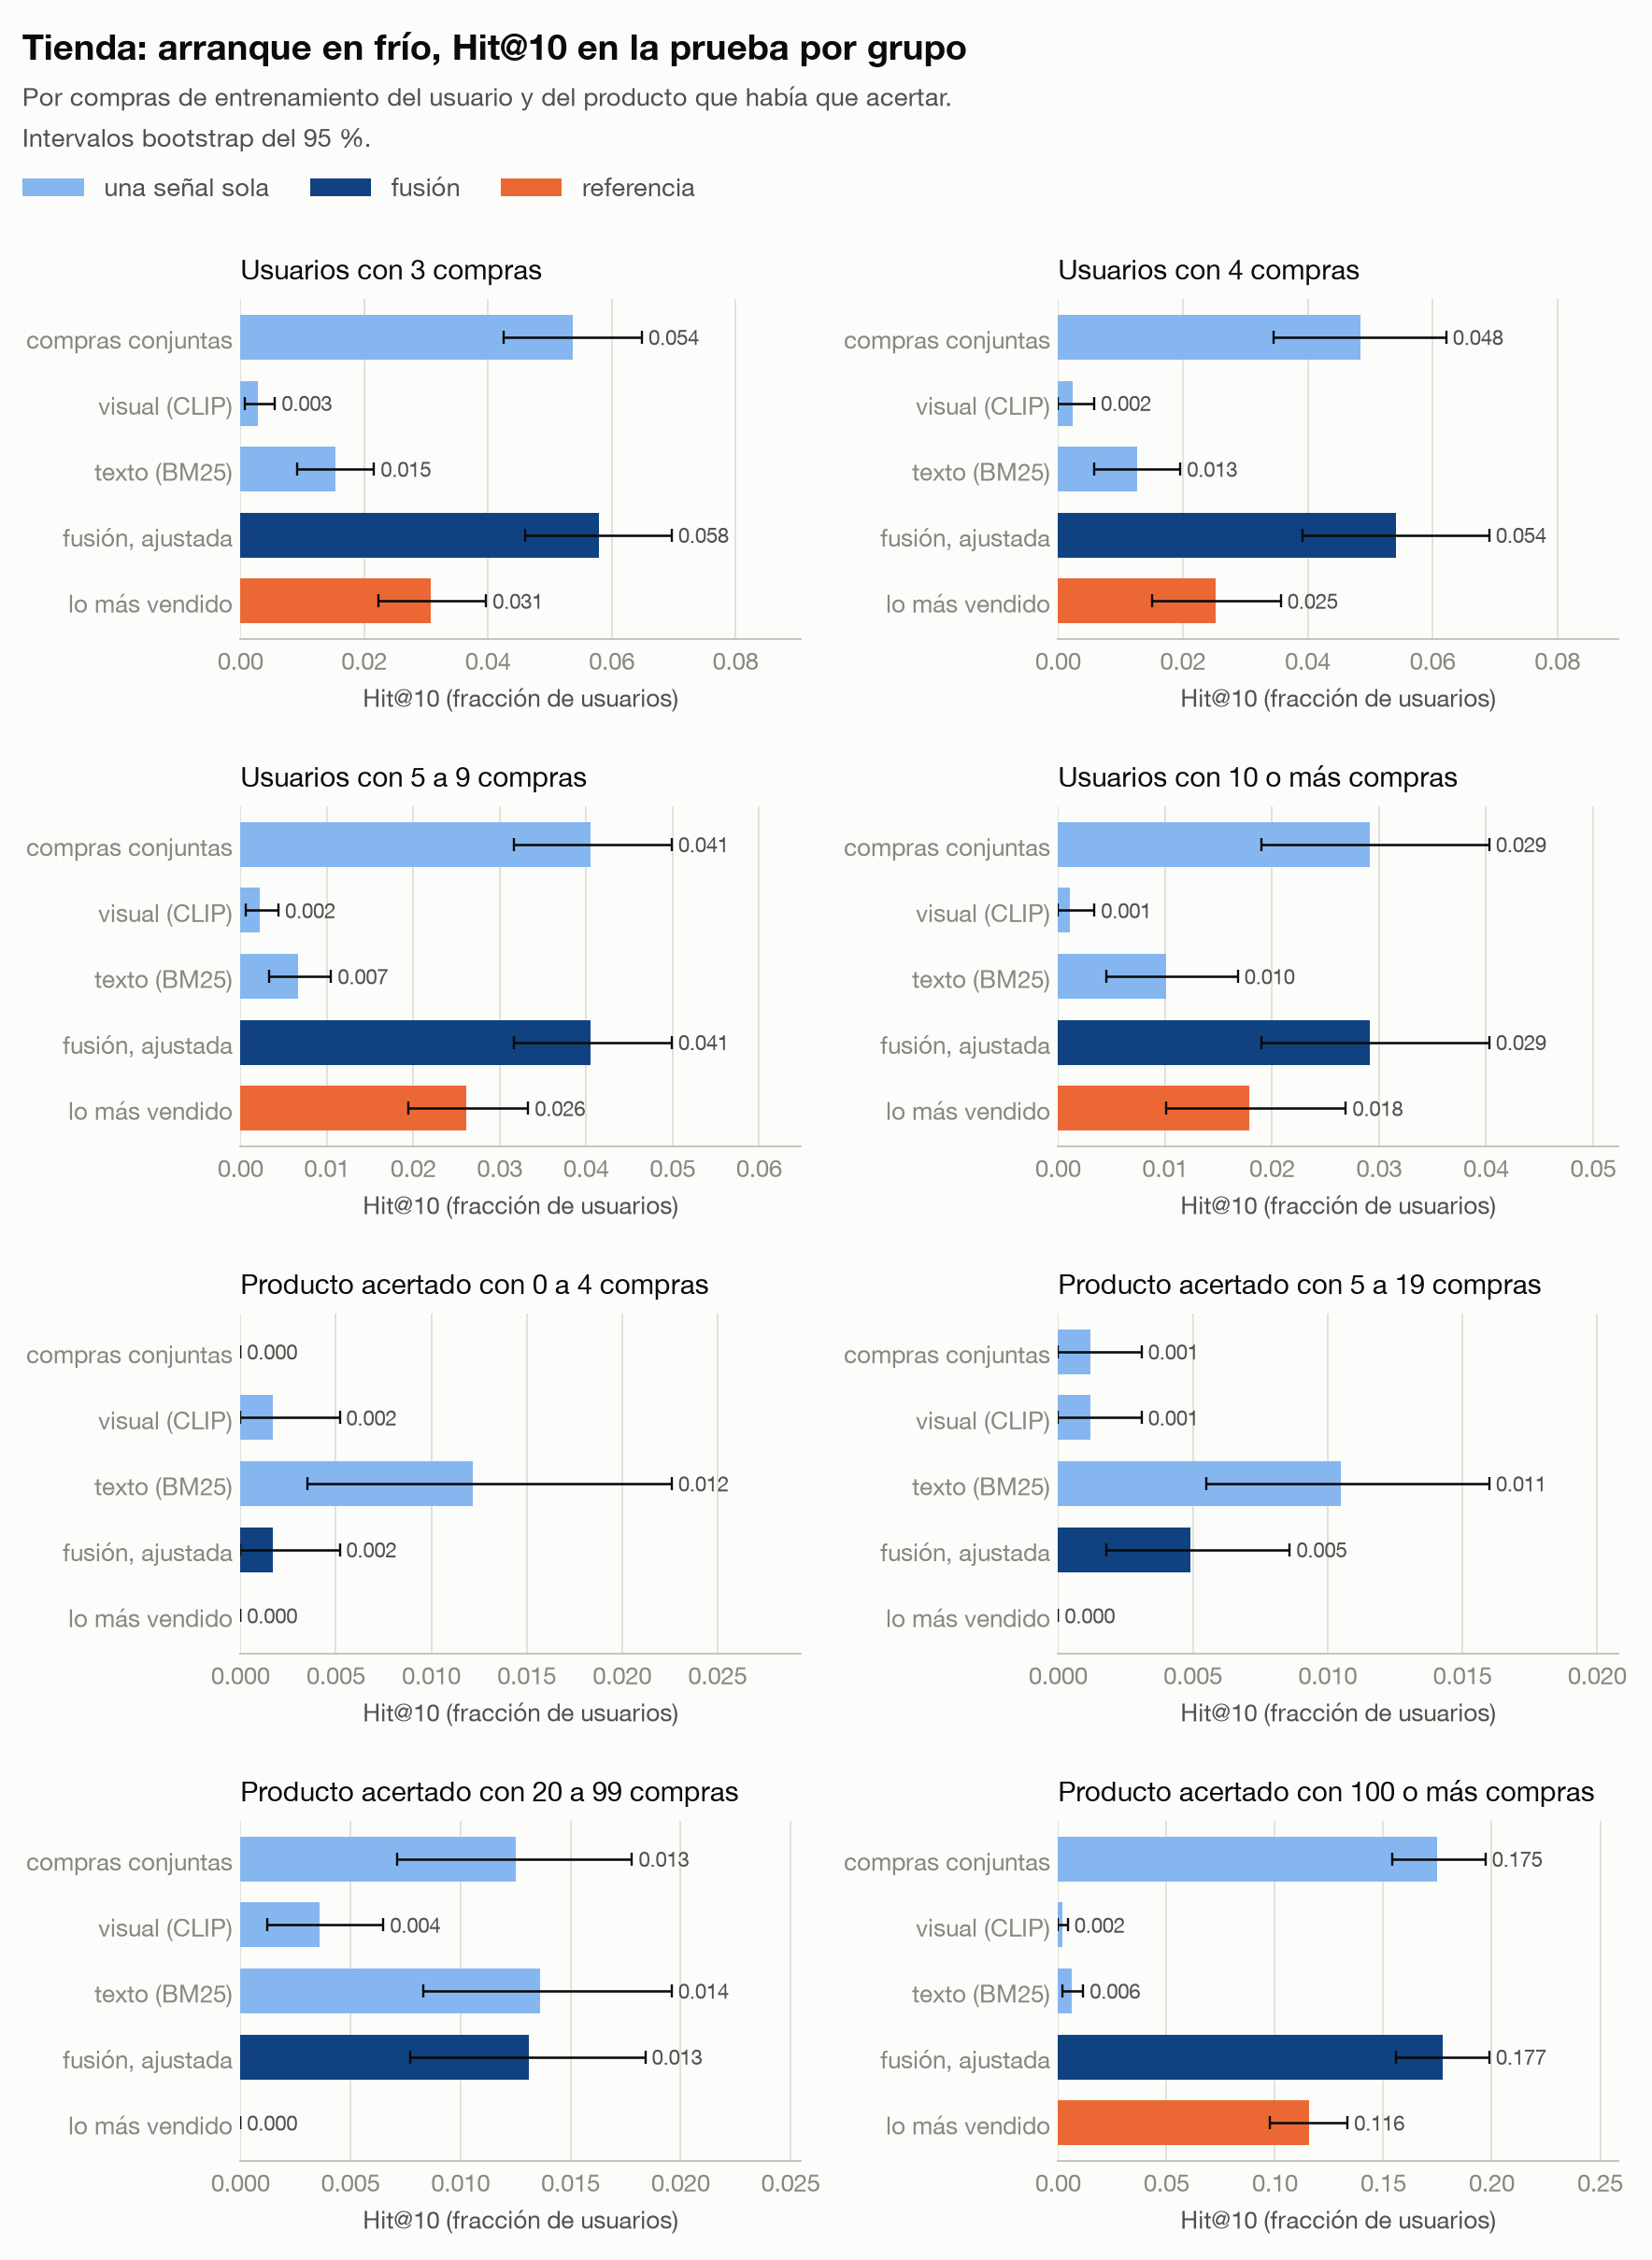 Tienda: arranque en frío, Hit@10 en la prueba por grupo
Por compras de entrenamiento del usuario y del producto que había que acertar.
Intervalos bootstrap del 95 %.
una señal sola fusión referencia
Usuarios con 3 compras
compras conjuntas 0.054
visual (CLIP) 0.003
texto (BM25) 0.015
fusión, ajustada 0.058
lo más vendido 0.031
0.00 0.02 0.04 0.06 0.08
Hit@10 (fracción de usuarios)
Usuarios con 4 compras
compras conjuntas 0.048
visual (CLIP) 0.002
texto (BM25) 0.013
fusión, ajustada 0.054
lo más vendido 0.025
0.00 0.02 0.04 0.06 0.08
Hit@10 (fracción de usuarios)
Usuarios con 5 a 9 compras
compras conjuntas 0.041
visual (CLIP) 0.002
texto (BM25) 0.007
fusión, ajustada 0.041
lo más vendido 0.026
0.00 0.01 0.02 0.03 0.04 0.05 0.06
Hit@10 (fracción de usuarios)
Usuarios con 10 o más compras
compras conjuntas 0.029
visual (CLIP) 0.001
texto (BM25) 0.010
fusión, ajustada 0.029
lo más vendido 0.018
0.00 0.01 0.02 0.03 0.04 0.05
Hit@10 (fracción de usuarios)
Producto acertado con 0 a 4 compras
compras conjuntas 0.000
visual (CLIP) 0.002
texto (BM25) 0.012
fusión, ajustada 0.002
lo más vendido 0.000
0.000 0.005 0.010 0.015 0.020 0.025
Hit@10 (fracción de usuarios)
Producto acertado con 5 a 19 compras
compras conjuntas 0.001
visual (CLIP) 0.001
texto (BM25) 0.011
fusión, ajustada 0.005
lo más vendido 0.000
0.000 0.005 0.010 0.015 0.020
Hit@10 (fracción de usuarios)
Producto acertado con 20 a 99 compras
compras conjuntas 0.013
visual (CLIP) 0.004
texto (BM25) 0.014
fusión, ajustada 0.013
lo más vendido 0.000
0.000 0.005 0.010 0.015 0.020 0.025
Hit@10 (fracción de usuarios)
Producto acertado con 100 o más compras
compras conjuntas 0.175
visual (CLIP) 0.002
texto (BM25) 0.006
fusión, ajustada 0.177
lo más vendido 0.116
0.00 0.05 0.10 0.15 0.20 0.25
Hit@10 (fracción de usuarios)